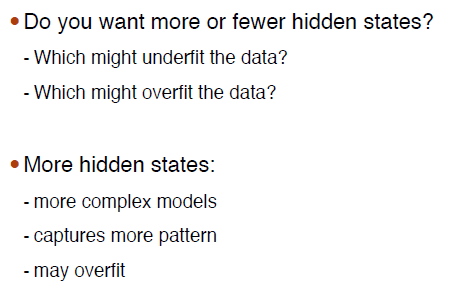 • Do you want more or fewer hidden states?
- Which might underfit the data?
- Which might overfit the data?
• More hidden states:
- more complex models
- captures more pattern
- may overfit